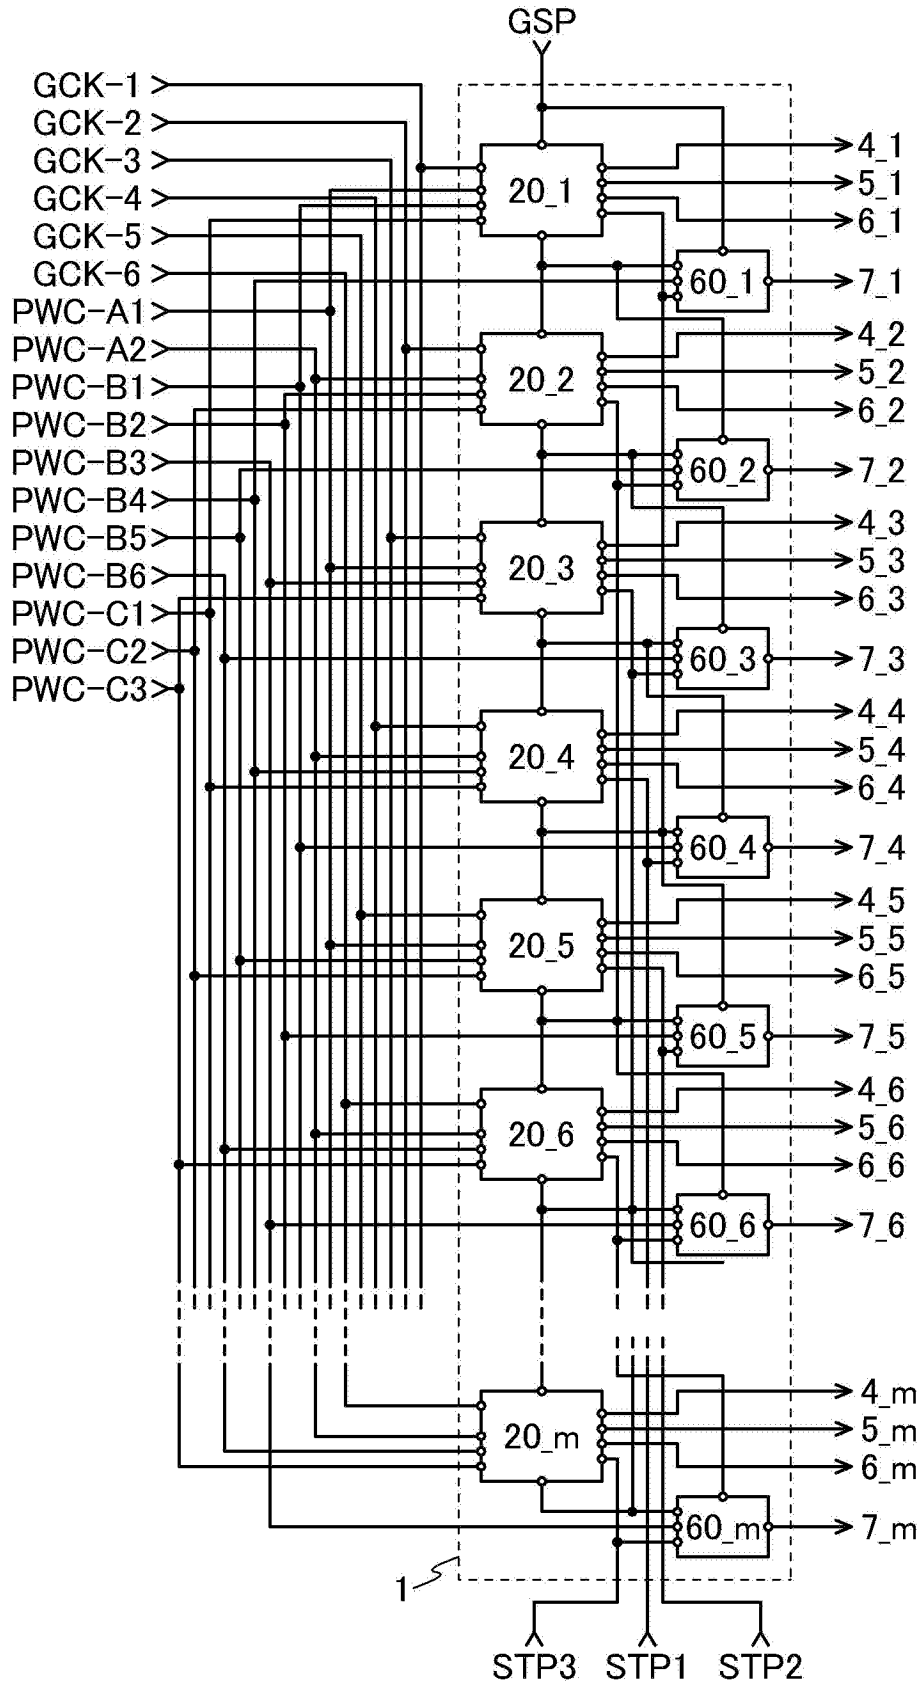 GSP
GCK-1
GCK-2
GCK-3
GCK-4
GCK-5
GCK-6
PWC-A1
PWC-A2
PWC-B1
PWC-B2
PWC-B3
PWC-B4
PWC-B5
PWC-B6
PWC-C1
PWC-C2
PWC-C3
20_1
4_1
5_1
6_1
60_1
7_1
20_2
4_2
5_2
6_2
60_2
7_2
20_3
4_3
5_3
6_3
60_3
7_3
20_4
4_4
5_4
6_4
60_4
7_4
20_5
4_5
5_5
6_5
60_5
7_5
20_6
4_6
5_6
6_6
60_6
7_6
20_m
4_m
5_m
6_m
60_m
7_m
1
STP3
STP1
STP2